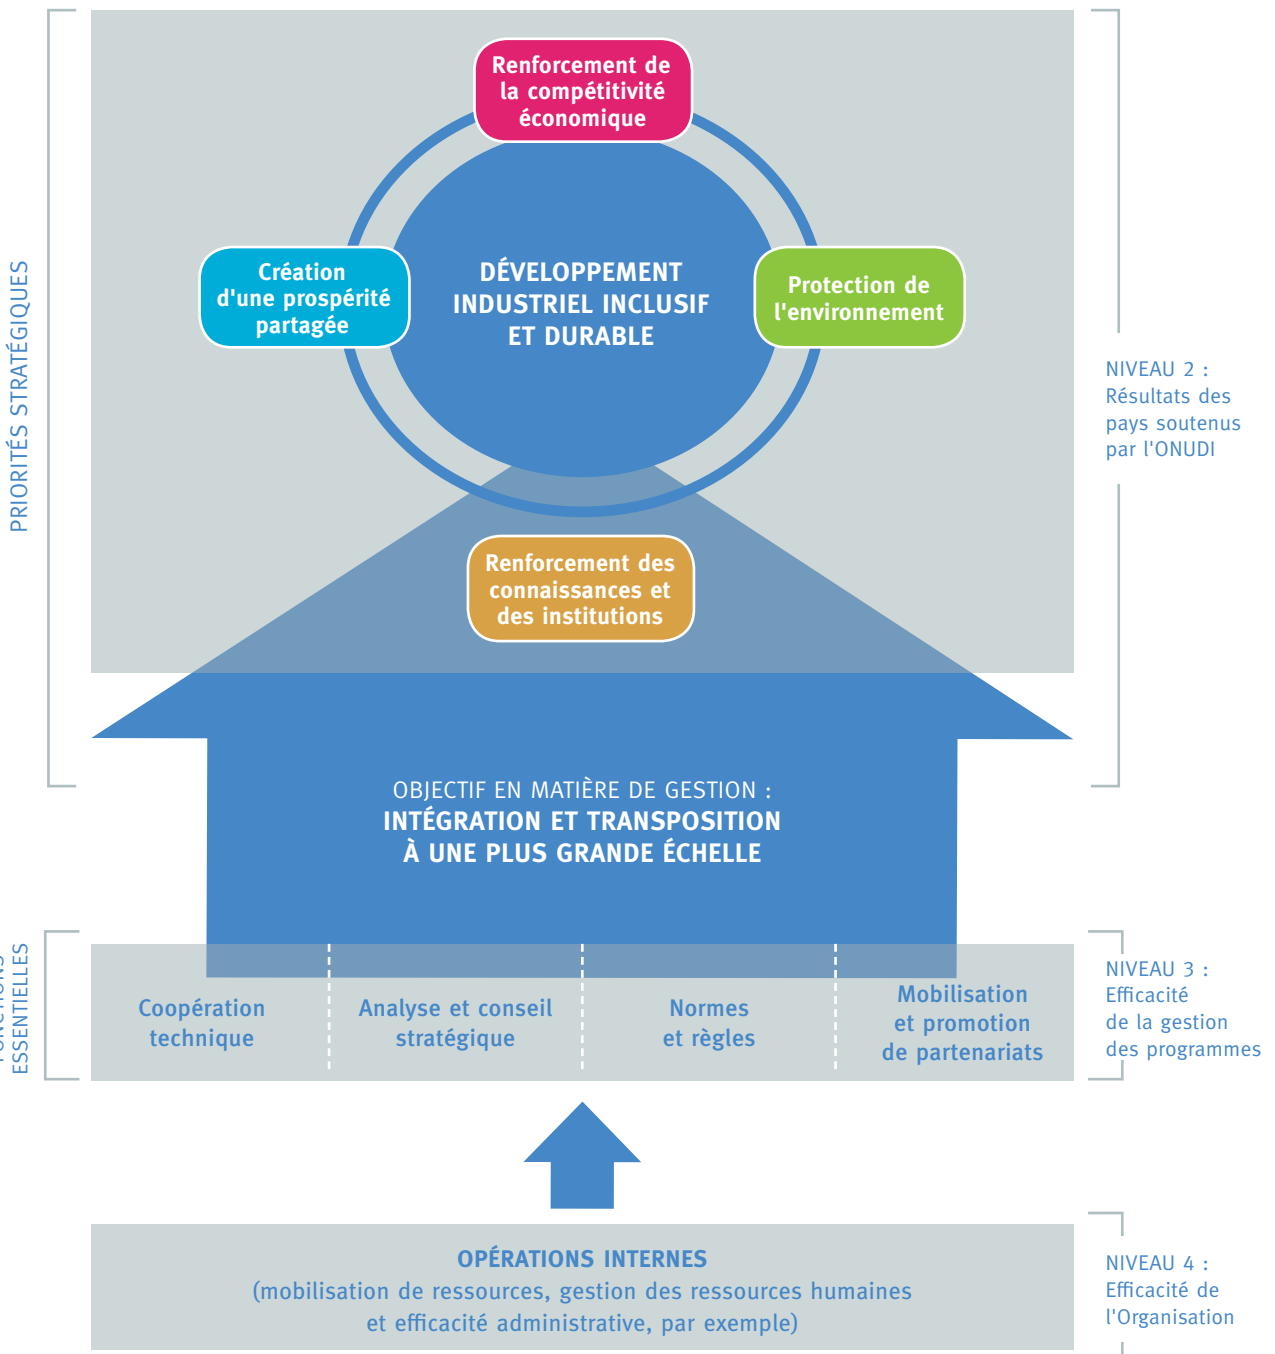 PRIORITÉS STRATÉGIQUES
Renforcement de
la compétitivité
économique
Création
d'une prospérité
partagée
DÉVELOPPEMENT
INDUSTRIEL INCLUSIF
ET DURABLE
Protection de
l'environnement
Renforcement des
connaissances et
des institutions
NIVEAU 2 :
Résultats des
pays soutenus
par l'ONUDI
OBJECTIF EN MATIÈRE DE GESTION :
INTÉGRATION ET TRANSPOSITION
À UNE PLUS GRANDE ÉCHELLE
FONCTIONS
ESSENTIELLES
Coopération
technique
Analyse et conseil
stratégique
Normes
et règles
Mobilisation
et promotion
de partenariats
NIVEAU 3 :
Efficacité
de la gestion
des programmes
OPÉRATIONS INTERNES
(mobilisation de ressources, gestion des ressources humaines
et efficacité administrative, par exemple)
NIVEAU 4 :
Efficacité de
l'Organisation